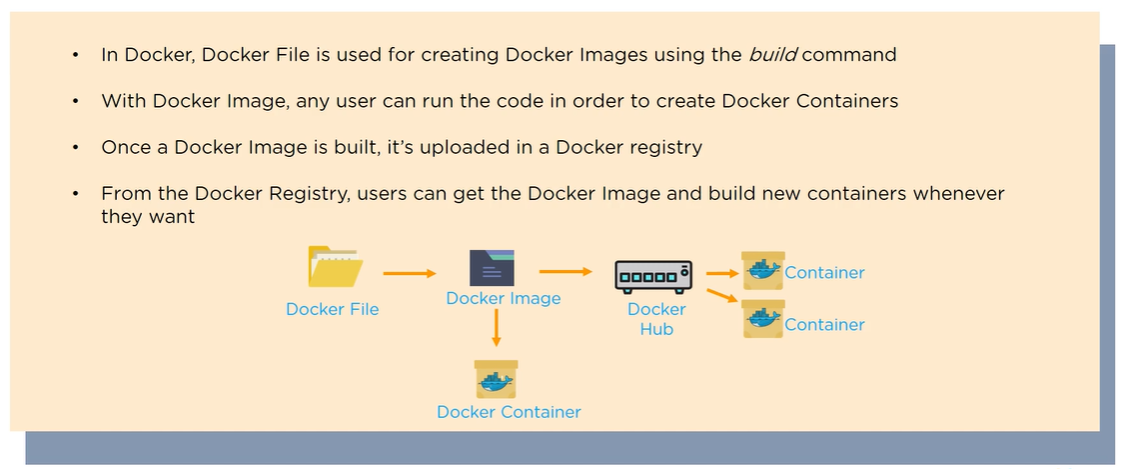 • In Docker, Docker File is used for creating Docker Images using the build command
• With Docker Image, any user can run the code in order to create Docker Containers
• Once a Docker Image is built, it's uploaded in a Docker registry
• From the Docker Registry, users can get the Docker Image and build new containers whenever
they want
Docker File
Docker Image
Docker
Hub
Container
Container
Docker Container